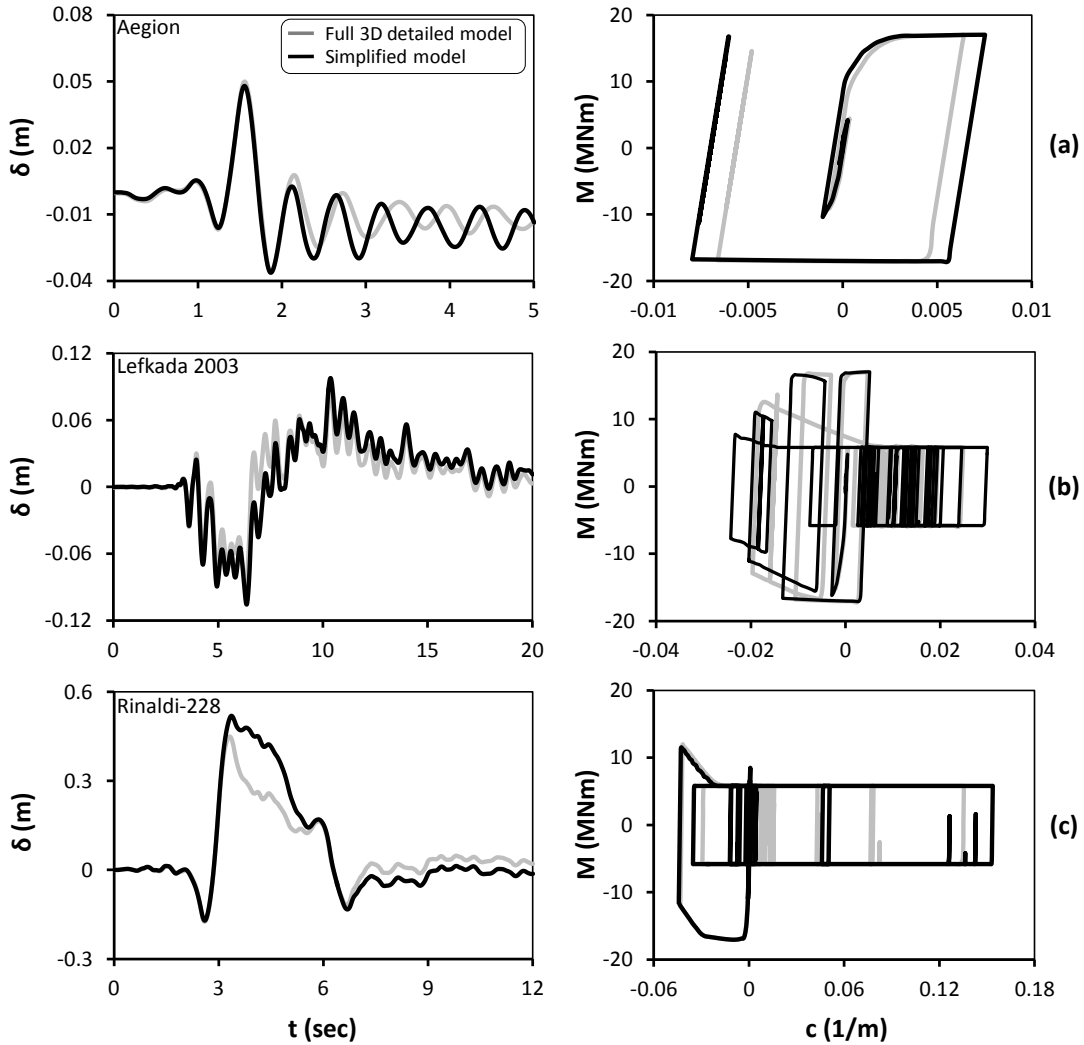 0.08
0.05
0.02
-0.01
-0.04
δ (m)
Aegion
Full 3D detailed model
Simplified model
0 1 2 3 4 5
20
10
0
-10
20
M (MNm)
-0.01 -0.005 0 0.005 0.01
(a)
0.12
0.06
0
-0.06
-0.12
δ (m)
Lefkada 2003
0 5 10 15 20
20
10
0
-10
-20
M (MNm)
-0.04 -0.02 0 0.02 0.04
(b)
0.6
0.3
0
-0.3
δ (m)
Rinaldi-228
0 3 6 9 12
t (sec)
20
10
0
-10
-20
M (MNm)
-0.06 0 0.06 0.12 0.18
c (1/m)
(c)